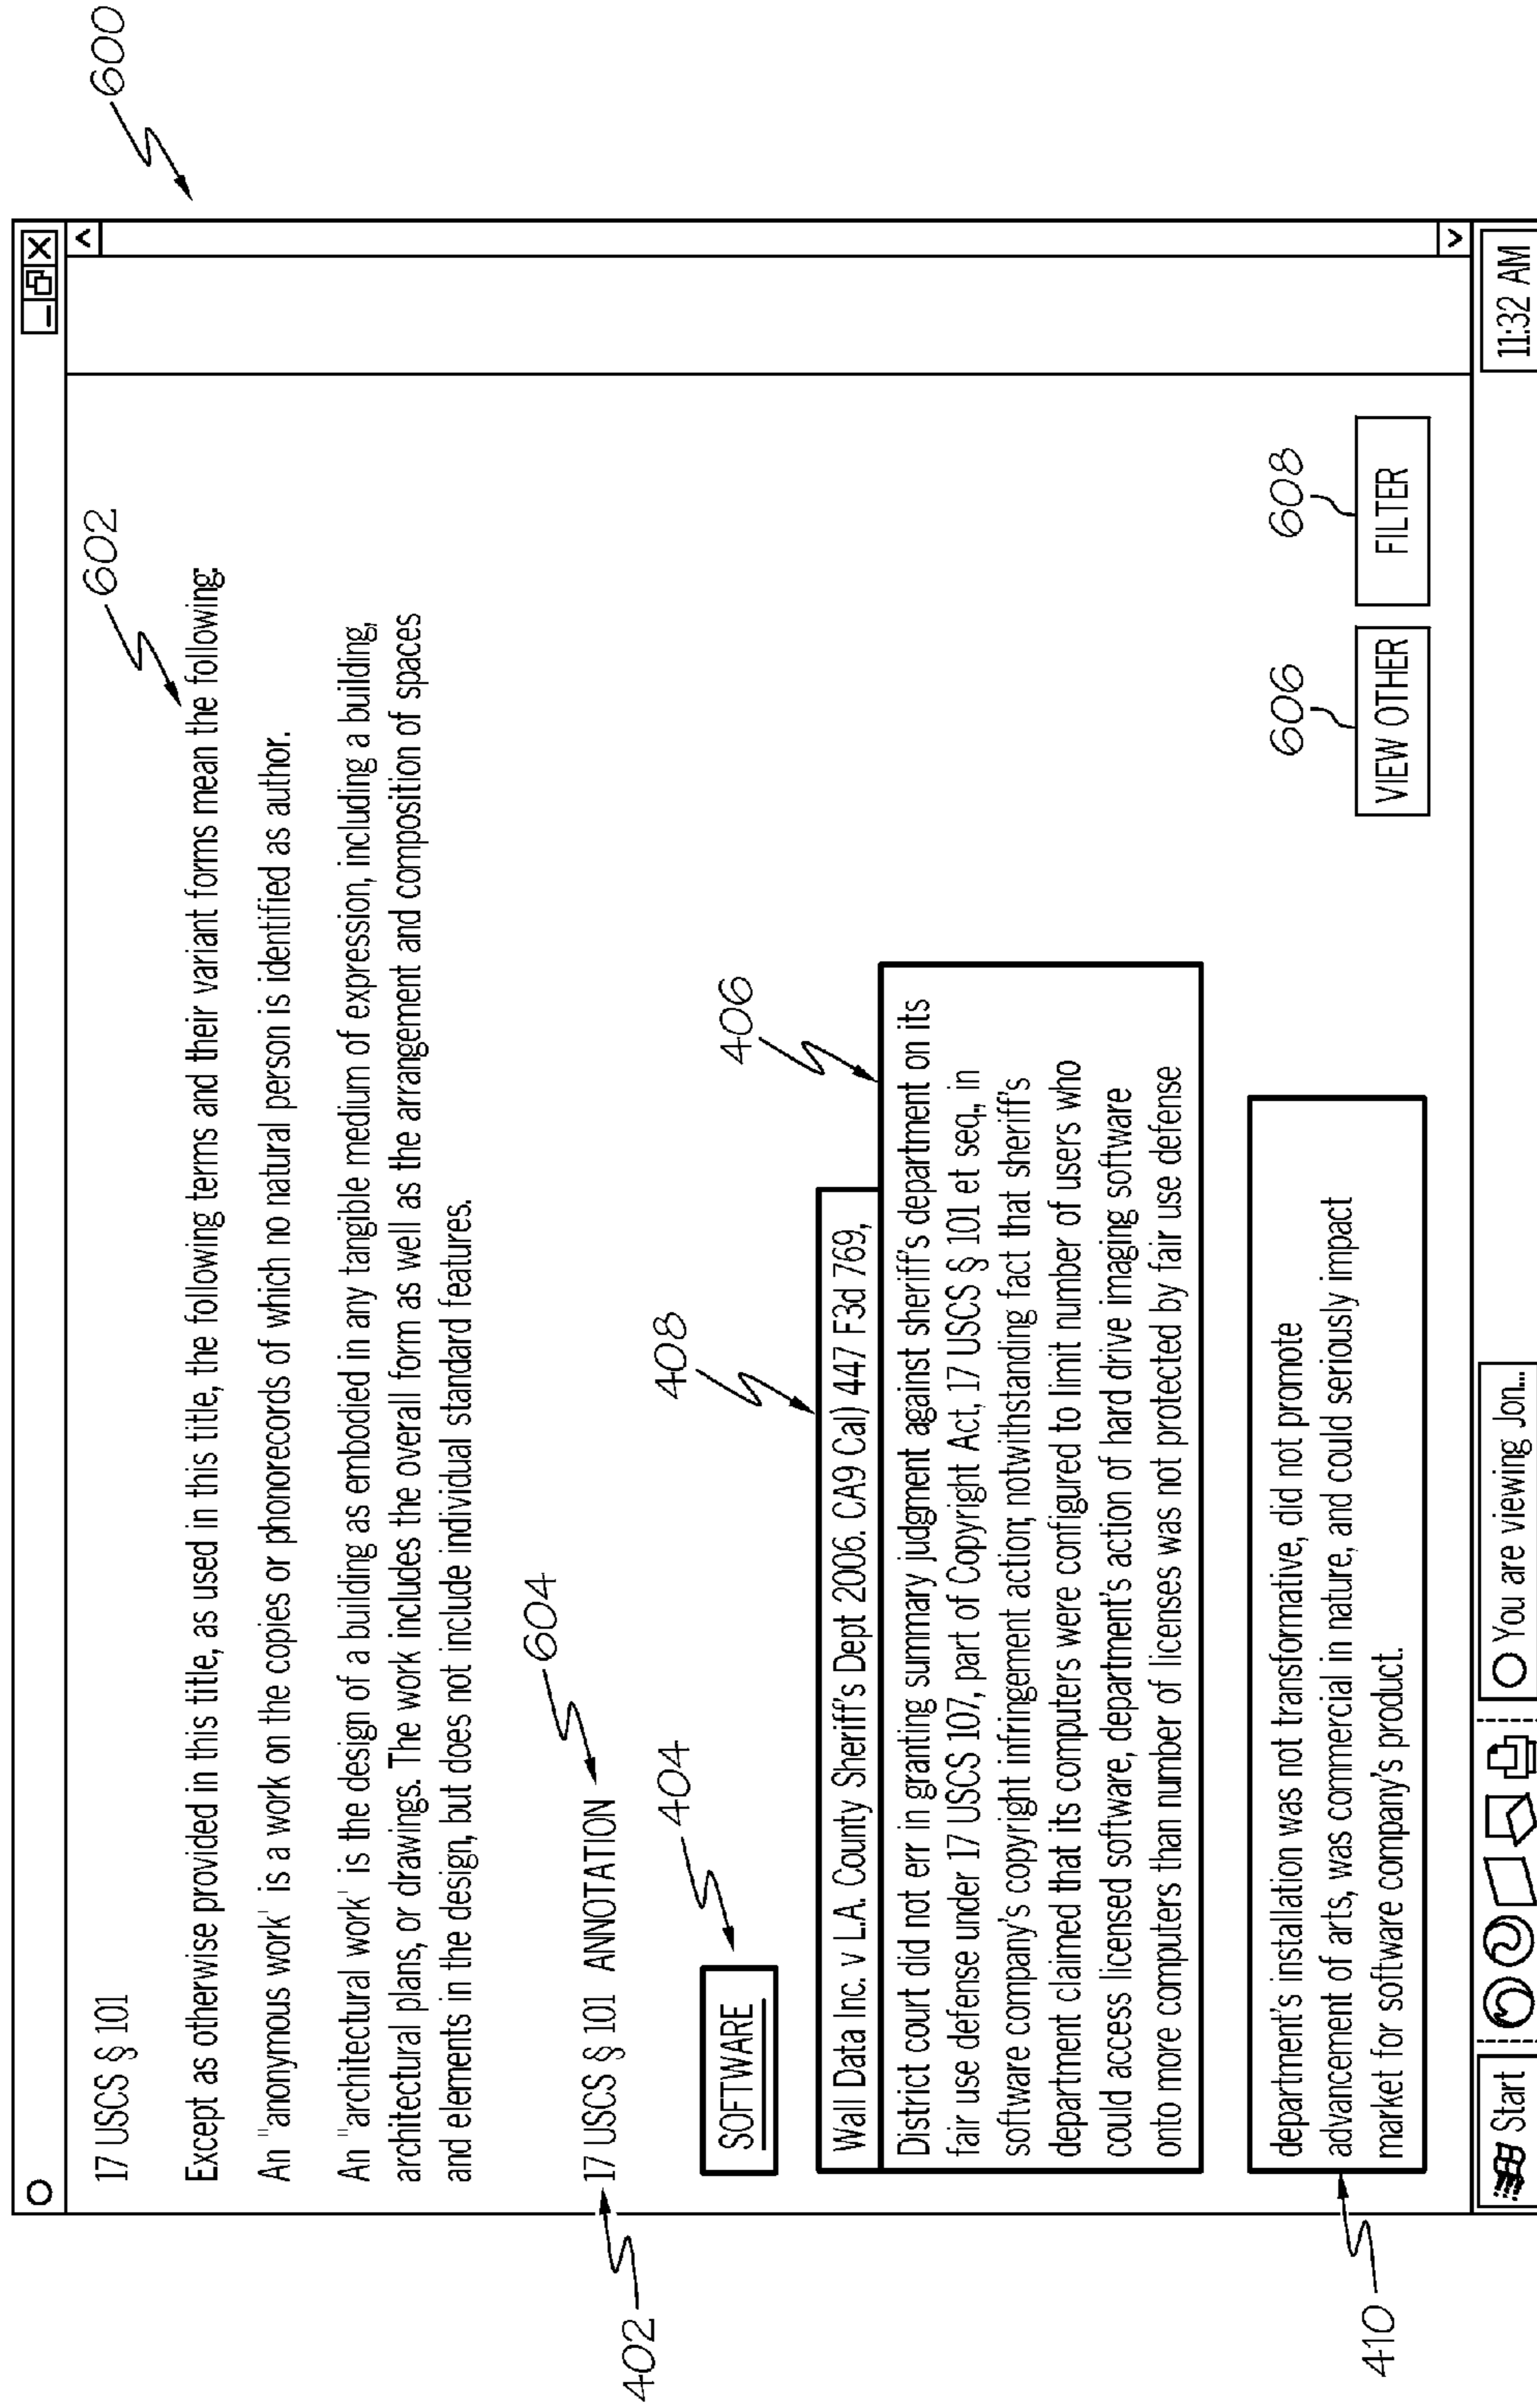 600
17 USCS § 101
602
Except as otherwise provided in this title, as used in this title, the following terms and their variant forms mean the following:
An "anonymous work' is a work on the copies or phonorecords of which no natural person is identified as author.
An "architectural work' is the design of a building as embodied in any tangible medium of expression, including a building,
architectural plans, or drawings. The work includes the overall form as well as the arrangement and composition of spaces
and elements in the design, but does not include individual standard features.
604
402
17 USCS § 101 ANNOTATION
404
SOFTWARE
408
406
Wall Data Inc. v L.A. County Sheriff's Dept 2006. CA9 Cal) 447 F3d 769,
District court did not err in granting summary judgment against sheriff's department on its
fair use defense under 17 USCS 107, part of Copyright Act, 17 USCS § 101 et seq., in
software company's copyright infringement action; notwithstanding fact that sheriff's
department claimed that its computers were configured to limit number of users who
could access licensed software, department's action of hard drive imaging software
onto more computers than number of licenses was not protected by fair use defense
410
department's installation was not transformative, did not promote
advancement of arts, was commercial in nature, and could seriously impact
market for software company's product.
606
608
VIEW OTHER
FILTER
Start
You are viewing Jon...
11:32 AM